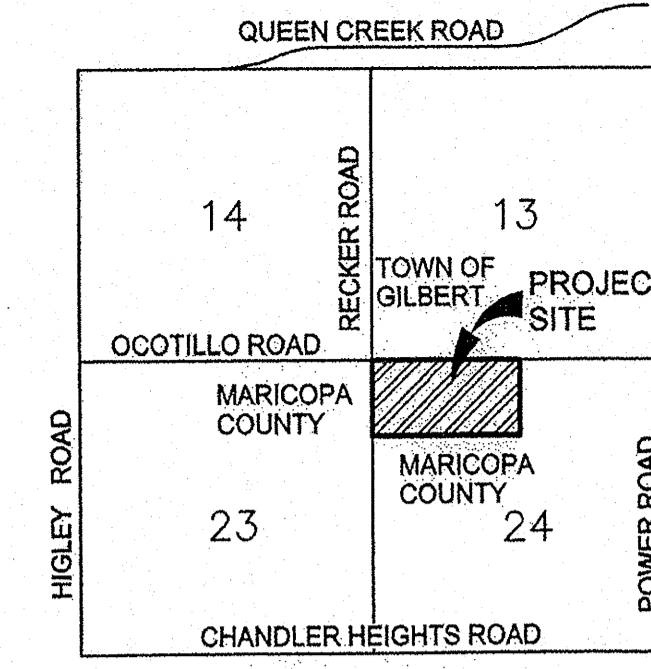 QUEEN CREEK ROAD
14
RECKER ROAD
13
TOWN OF
GILBERT
PROJEC
SITE
OCOTILLO ROAD
MARICOPA
COUNTY
MARICOPA
COUNTY
HIGLEY ROAD
23
24
POWER ROAD
CHANDLER HEIGHTS ROAD